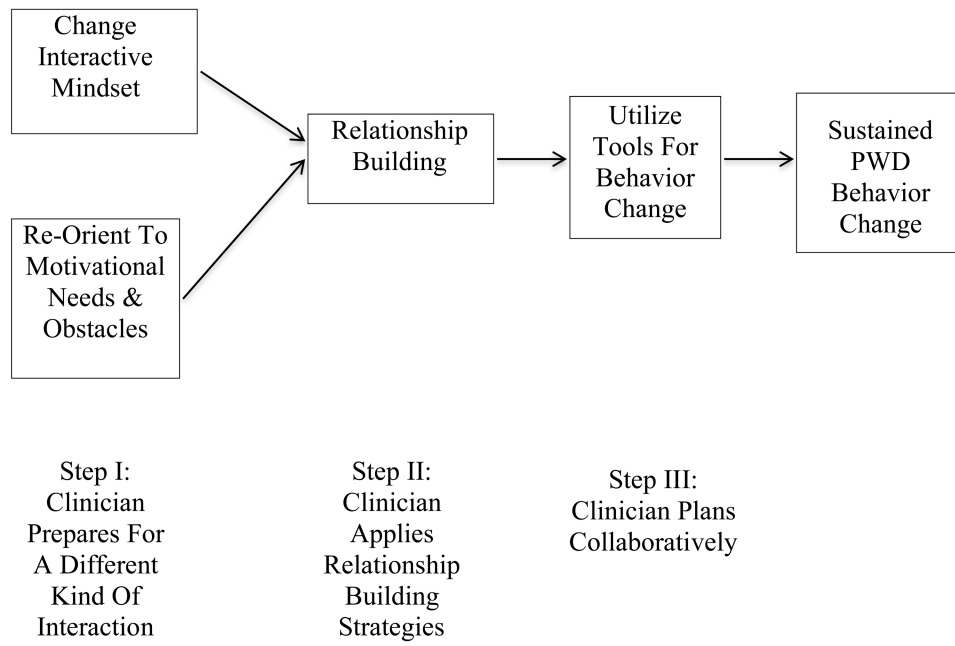 Change
Interactive
Mindset
Re-Orient To
Motivational
Needs &
Obstacles
Relationship
Building
Utilize
Tools For
Behavior
Change
Sustained
PWD
Behavior
Change
Step I:
Clinician
Prepares For
A Different
Kind Of
Interaction
Step II:
Clinician
Applies
Relationship
Building
Strategies
Step III:
Clinician Plans
Collaboratively